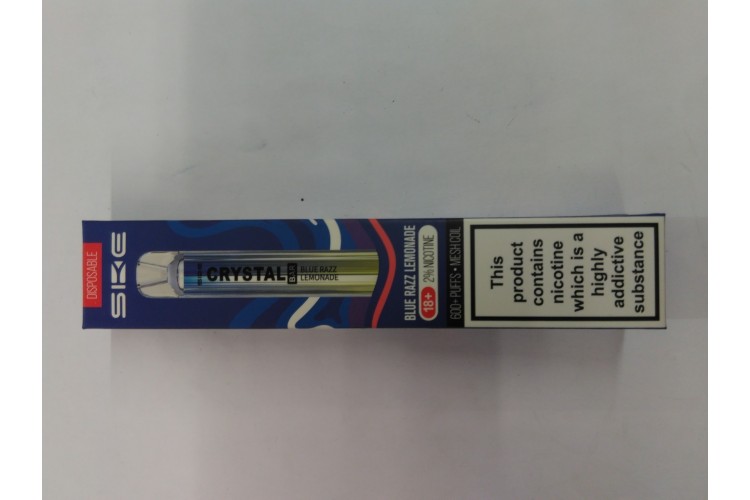 DISPOSABLE
SKE
CRYSTAL BAR
BLUE RAZZ
LEMONADE
BLUE RAZZ LEMONADE
18+ 2% NICOTINE
600+ PUFFS • MESH COIL
This
product
contains
nicotine
which is a
highly
addictive
substance